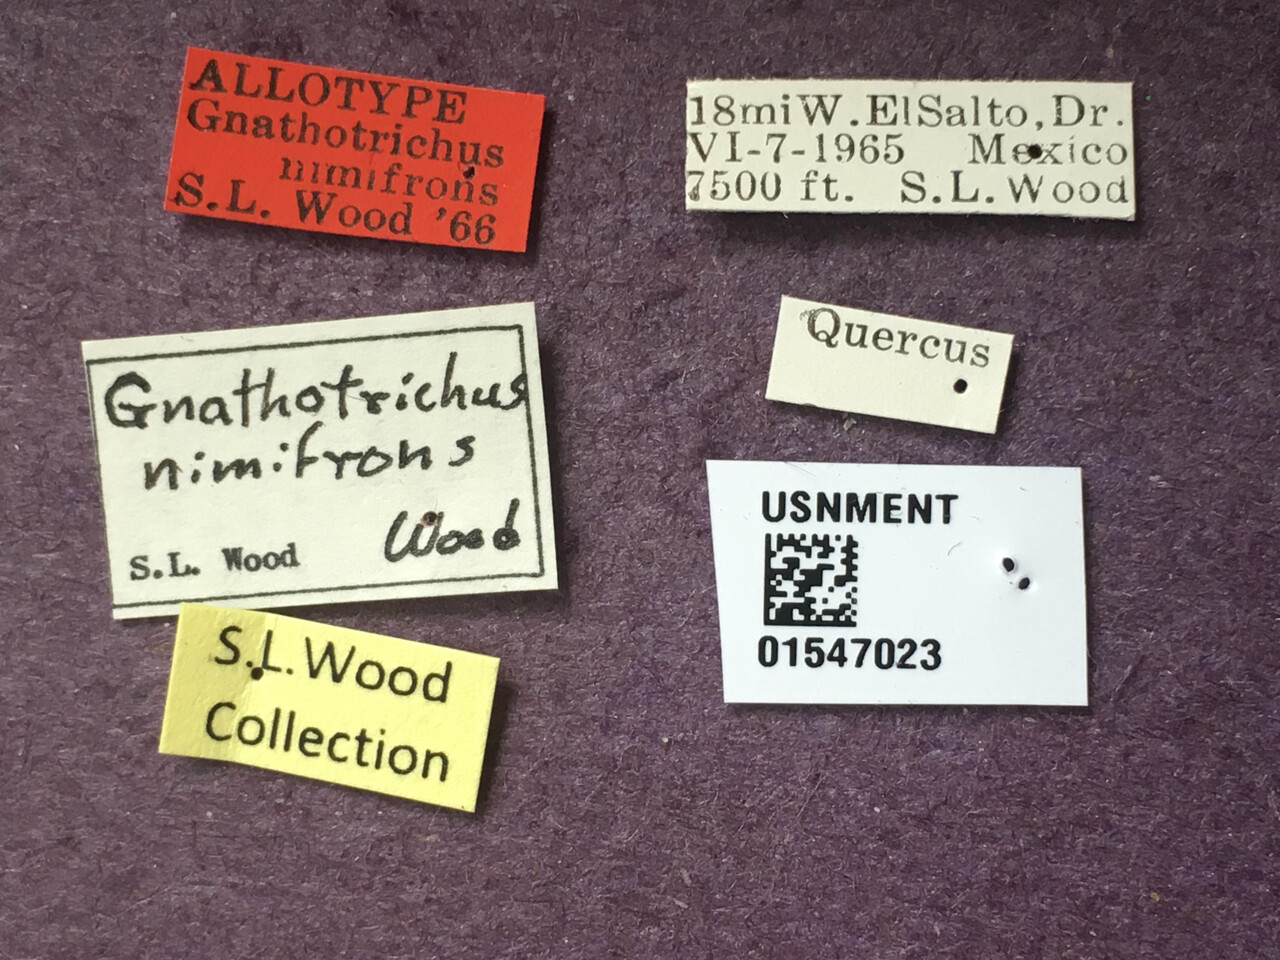 ALLOTYPE
Gnathotrichus
nimifrons
S.L. Wood '66
18miW.ElSalto,Dr.
VI-7-1965 Mexico
7500 ft. S.L.Wood
Gnathotrichus
nimifrons
Wood
S.L. Wood
Quercus
USNMENT
01547023
S.L.Wood
Collection